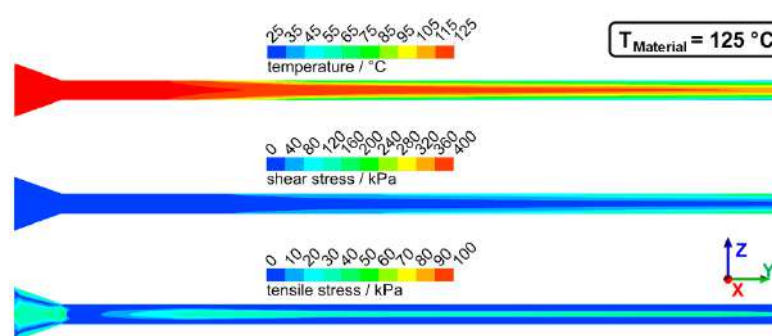 25 35 45 55 65 75 85 95 105 115 125
temperature / °C
T Material = 125 °C
0 40 80 120 160 200 240 280 320 360 400
shear stress / kPa
0 10 20 30 40 50 60 70 80 90 100
tensile stress / kPa
Z
Y
X